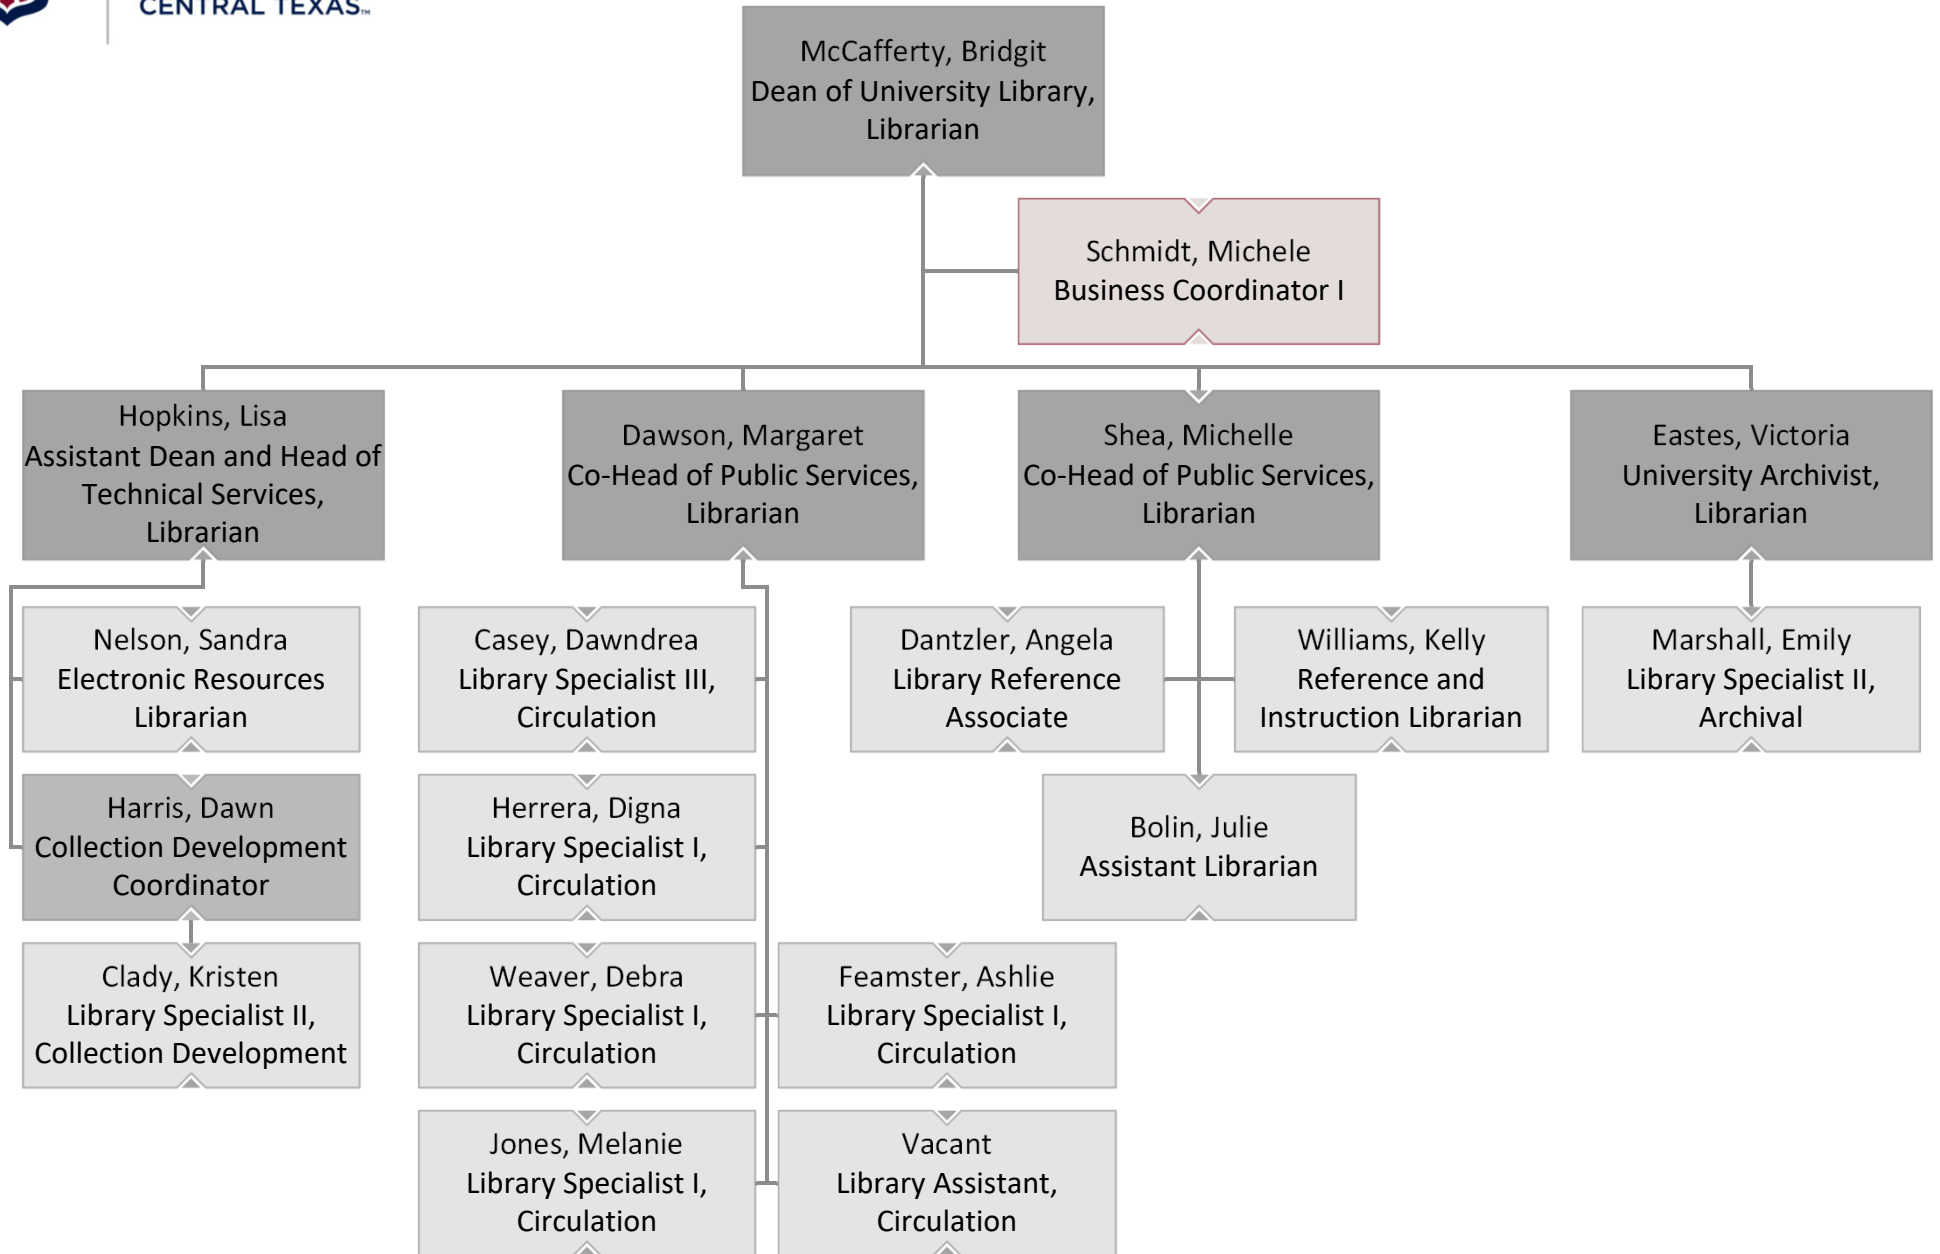 CENTRAL TEXAS™
McCafferty, Bridgit
Dean of University Library,
Librarian
Schmidt, Michele
Business Coordinator I
Hopkins, Lisa
Assistant Dean and Head of
Technical Services,
Librarian
Dawson, Margaret
Co-Head of Public Services,
Librarian
Shea, Michelle
Co-Head of Public Services,
Librarian
Eastes, Victoria
University Archivist,
Librarian
Nelson, Sandra
Electronic Resources
Librarian
Casey, Dawndrea
Library Specialist III,
Circulation
Dantzler, Angela
Library Reference
Associate
Williams, Kelly
Reference and
Instruction Librarian
Marshall, Emily
Library Specialist II,
Archival
Harris, Dawn
Collection Development
Coordinator
Herrera, Digna
Library Specialist I,
Circulation
Bolin, Julie
Assistant Librarian
Clady, Kristen
Library Specialist II,
Collection Development
Weaver, Debra
Library Specialist I,
Circulation
Feamster, Ashlie
Library Specialist I,
Circulation
Jones, Melanie
Library Specialist I,
Circulation
Vacant
Library Assistant,
Circulation